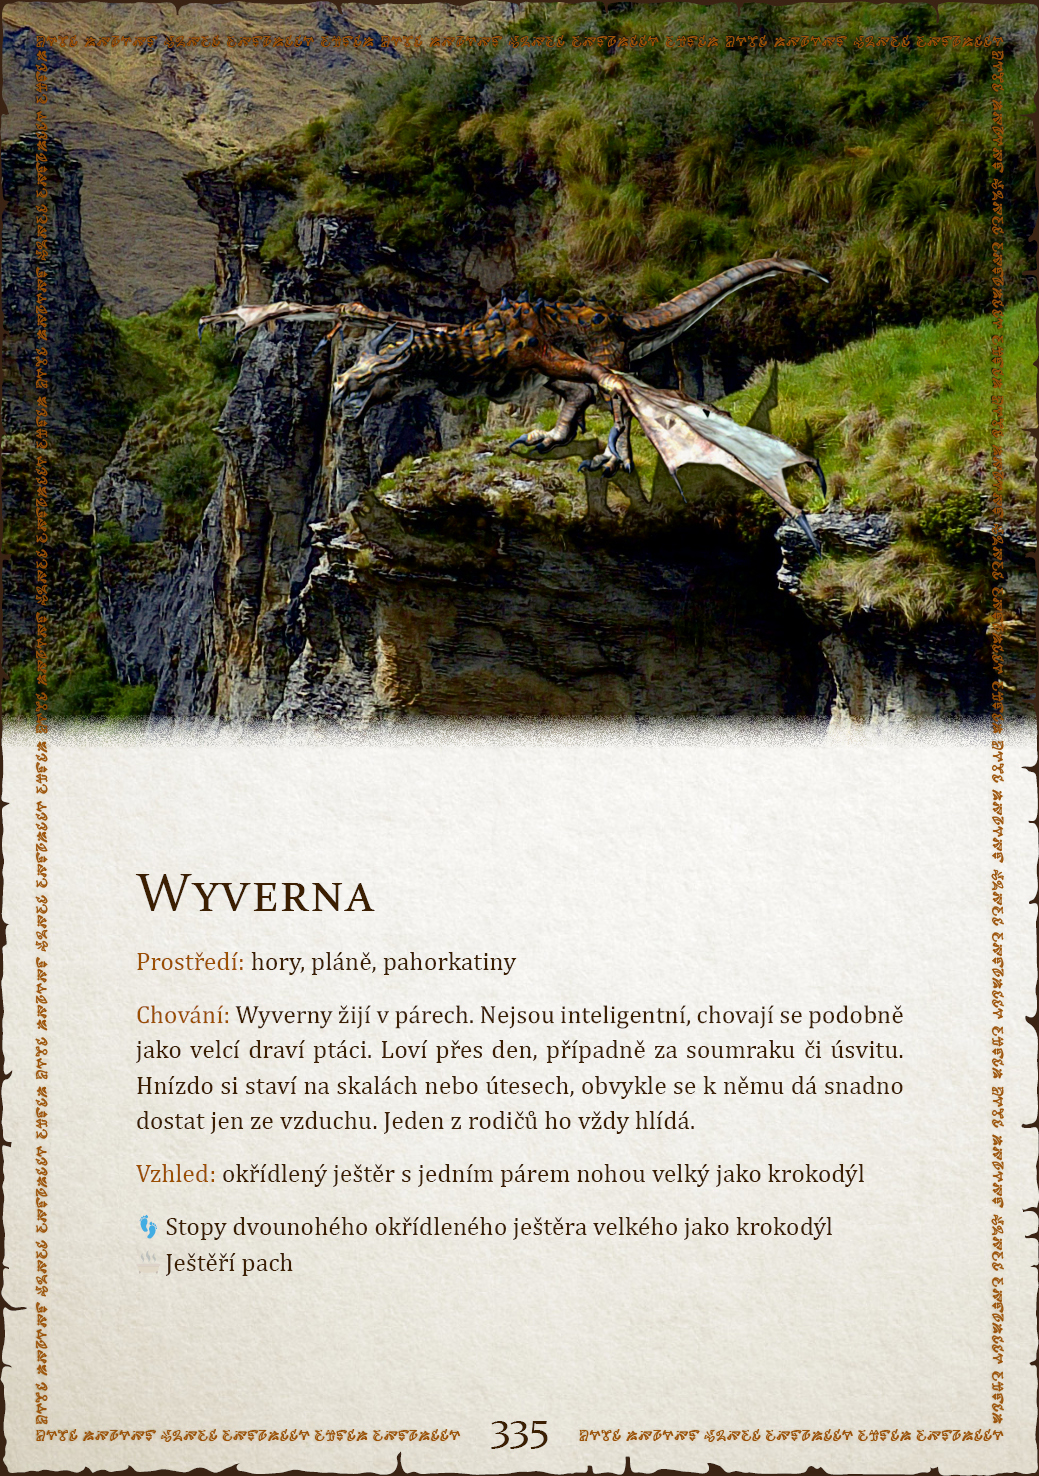 Wyverna
Prostředí: hory, pláně, pahorkatiny
Chování: Wyverny žijí v párech. Nejsou inteligentní, chovají se podobně
jako velcí draví ptáci. Loví přes den, případně za soumraku či úsvitu.
Hnízdo si staví na skalách nebo útesech, obvykle se k němu dá snadno
dostat jen ze vzduchu. Jeden z rodičů ho vždy hlídá.
Vzhled: okřídlený ještěr s jedním párem nohou velký jako krokodýl
Stopy dvounohého okřídleného ještěra velkého jako krokodýl
Ještěří pach
335